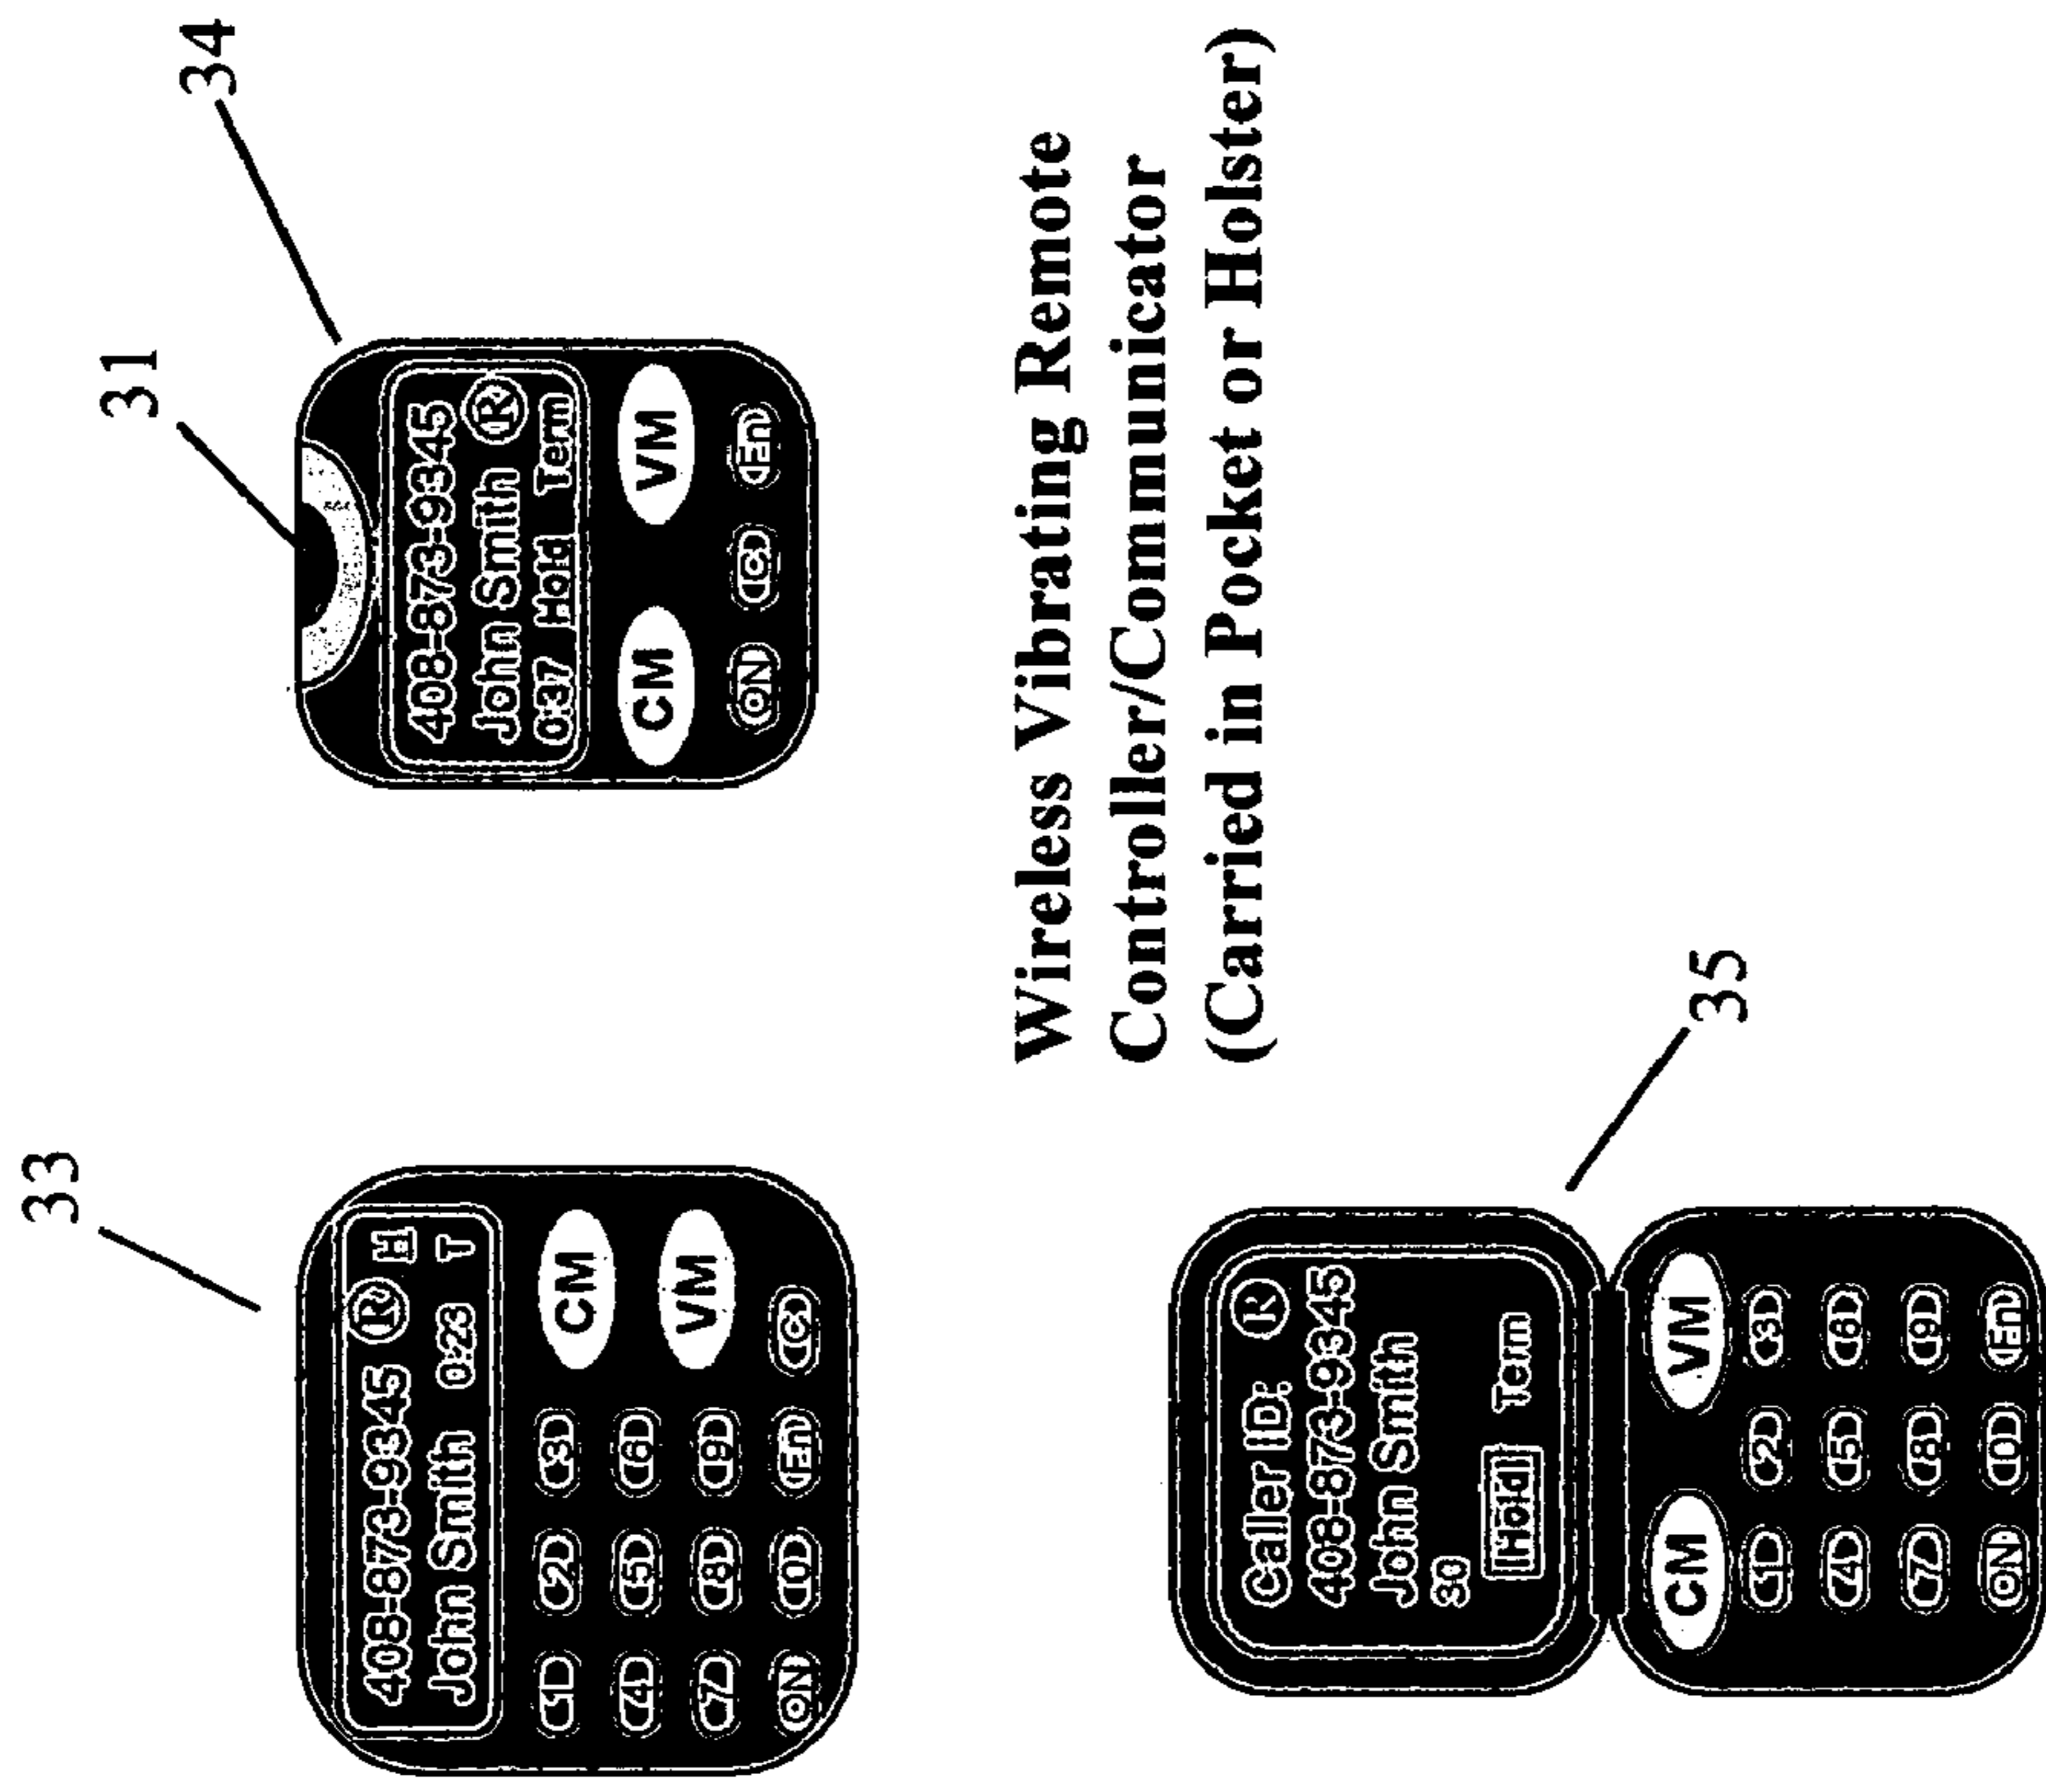 33
408-873-9345 ® H
John Smith 0:23 T
1 2 3 CM
4 5 6
7 8 9 VM
ON 0 En C
31
34
408-873-9345
John Smith ®
0:37 Hold Term
CM VM
ON C En
Wireless Vibrating Remote
Controller/Communicator
(Carried in Pocket or Holster)
35
Caller ID: ®
408-873-9345
John Smith
30
Hold Term
CM VM
1 2 3
4 5 6
7 8 9
ON 0 En